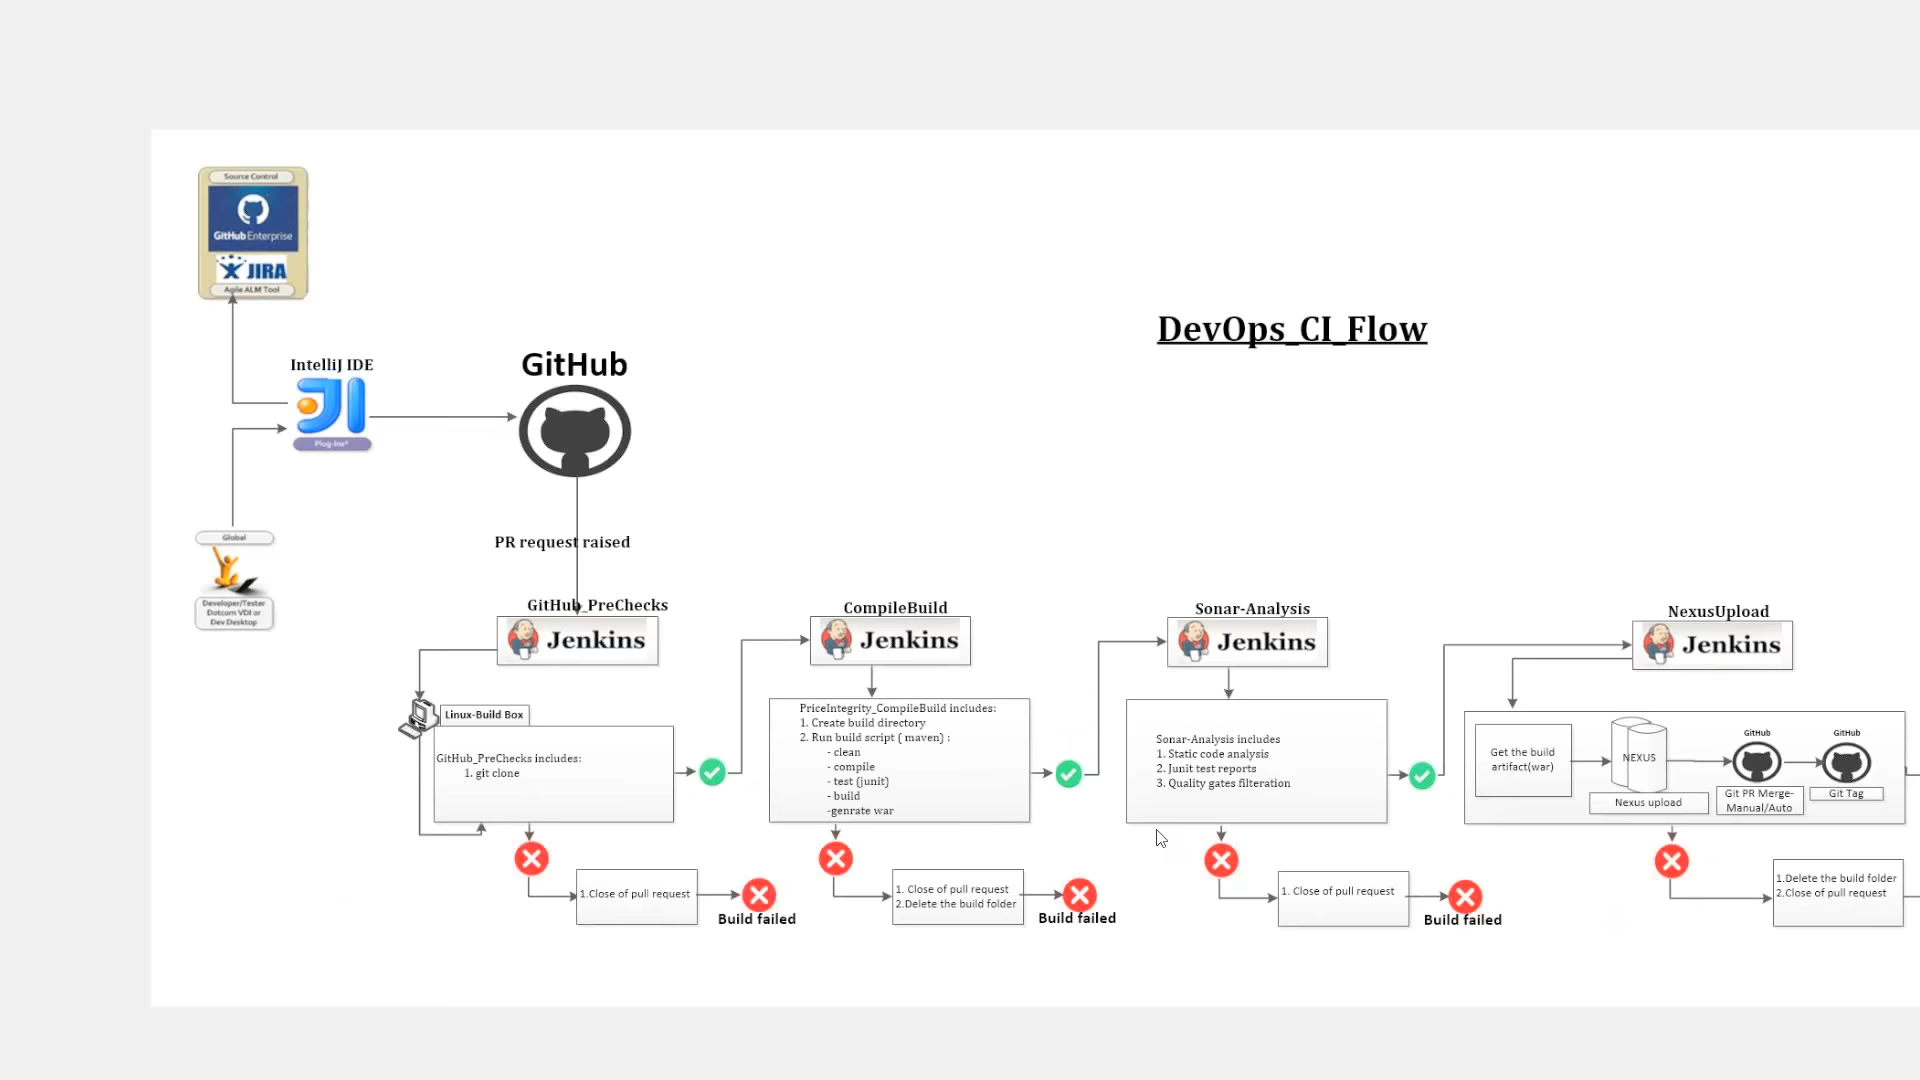 Source Control
GitHub Enterprise
JIRA
Agile ALM Tool
DevOps_CI_Flow
IntelliJ IDE
Plug-Ins*
GitHub
PR request raised
Global
Developer/Tester
Dotcom VDI or
Dev Desktop
GitHub_PreChecks
Jenkins
Linux-Build Box
GitHub_PreChecks includes:
1. git clone
1.Close of pull request
Build failed
CompileBuild
Jenkins
PriceIntegrity_CompileBuild includes:
1. Create build directory
2. Run build script ( maven) :
- clean
- compile
- test (junit)
- build
-genrate war
1. Close of pull request
2.Delete the build folder
Build failed
Sonar-Analysis
Jenkins
Sonar-Analysis includes
1. Static code analysis
2. Junit test reports
3. Quality gates filteration
1. Close of pull request
Build failed
NexusUpload
Jenkins
Get the build
artifact(war)
NEXUS
Nexus upload
GitHub
Git PR Merge-
Manual/Auto
GitHub
Git Tag
1.Delete the build folder
2.Close of pull request